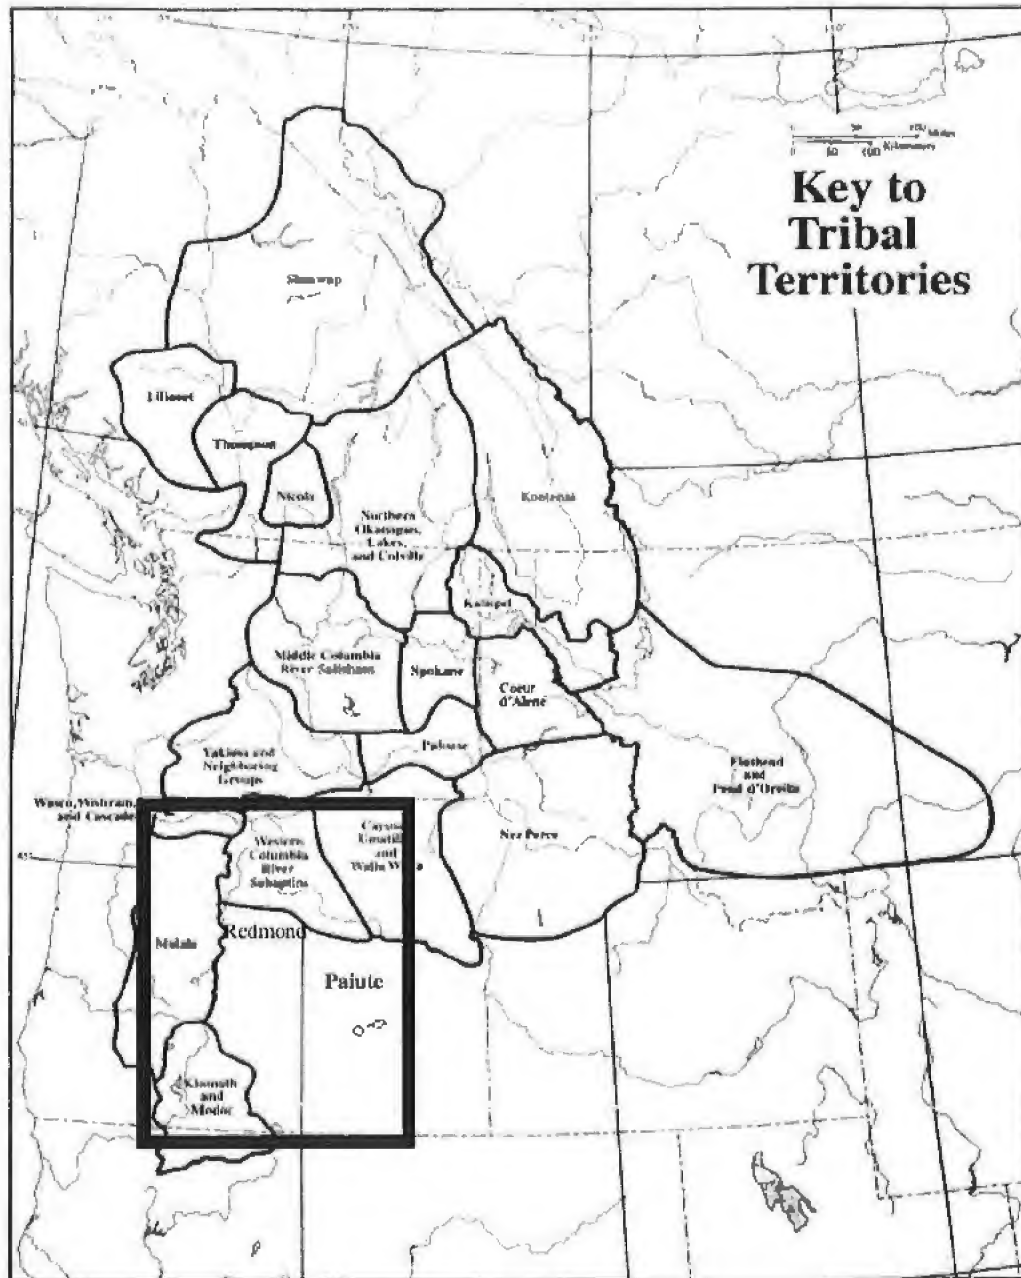 Miles
Kilometers
Key to
Tribal
Territories
Shuswap
Lillooet
Thompson
Nicola
Northern
Okanagan,
Lakes,
and Colville
Kootenai
Kalispel
Middle Columbia
River Salishans
Spokane
Coeur
d'Alene
Palouse
Yakima and
Neighboring
Groups
Flathead
and
Pend d'Oreille
Wasco, Wishram,
and Cascades
Nez Perce
Cayuse
Umatilla
and
Walla Walla
Western
Columbia
River
Sahaptins
Molala
Redmond
Paiute
Klamath
and
Modoc